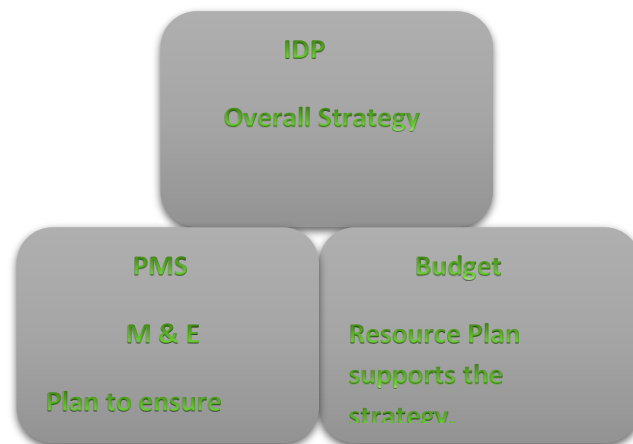 IDP
Overall Strategy
PMS
M & E
Plan to ensure
Budget
Resource Plan
supports the
strategy.